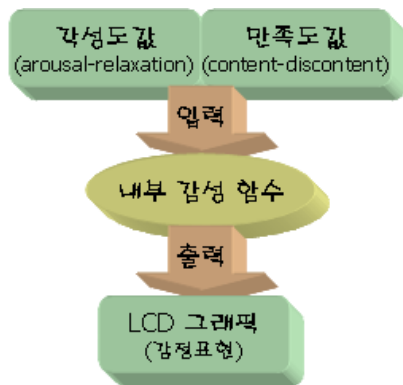 각성도값
(arousal-relaxation)
만족도값
(content-discontent)
입력
내부 감성 함수
출력
LCD 그래픽
(감정표현)